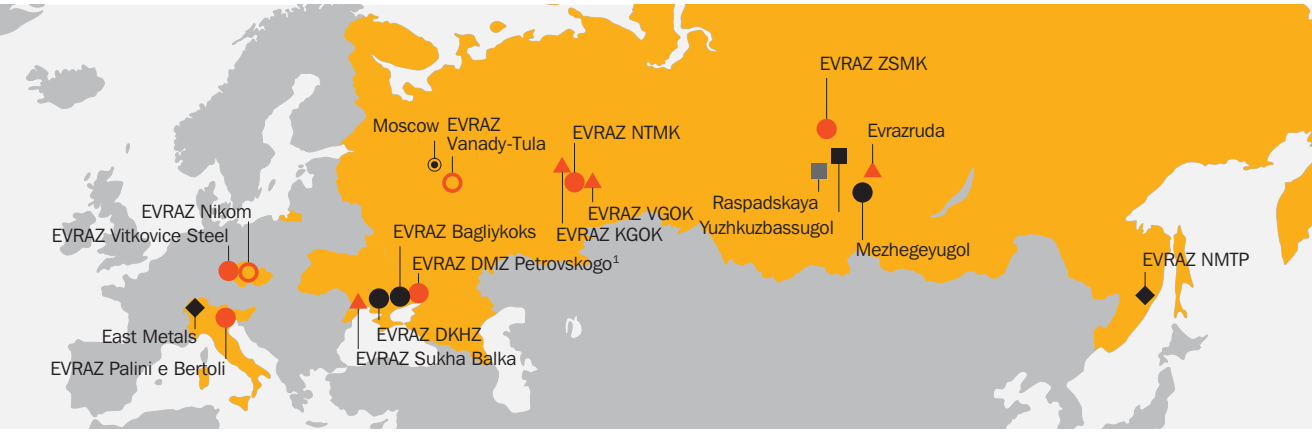 EVRAZ ZSMK
Moscow
EVRAZ
Vanady-Tula
EVRAZ NTMK
Evrazruda
EVRAZ Nikom
EVRAZ Vitkovice Steel
EVRAZ Bagliykoks
EVRAZ VGOK
EVRAZ KGOK
Raspadskaya
Yuzhkuzbassugol
Mezhegeyugol
EVRAZ DMZ Petrovskogo¹
EVRAZ NMTP
East Metals
EVRAZ DKHZ
EVRAZ Sukha Balka
EVRAZ Palini e Bertoli